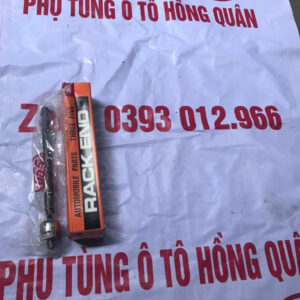 PHỤ TÙNG Ô TÔ HỒNG QUÂN
0393 012.966
AUTOMOBILE PARTS
RACK END
PHỤ TÙNG Ô TÔ HỒNG QUÂN